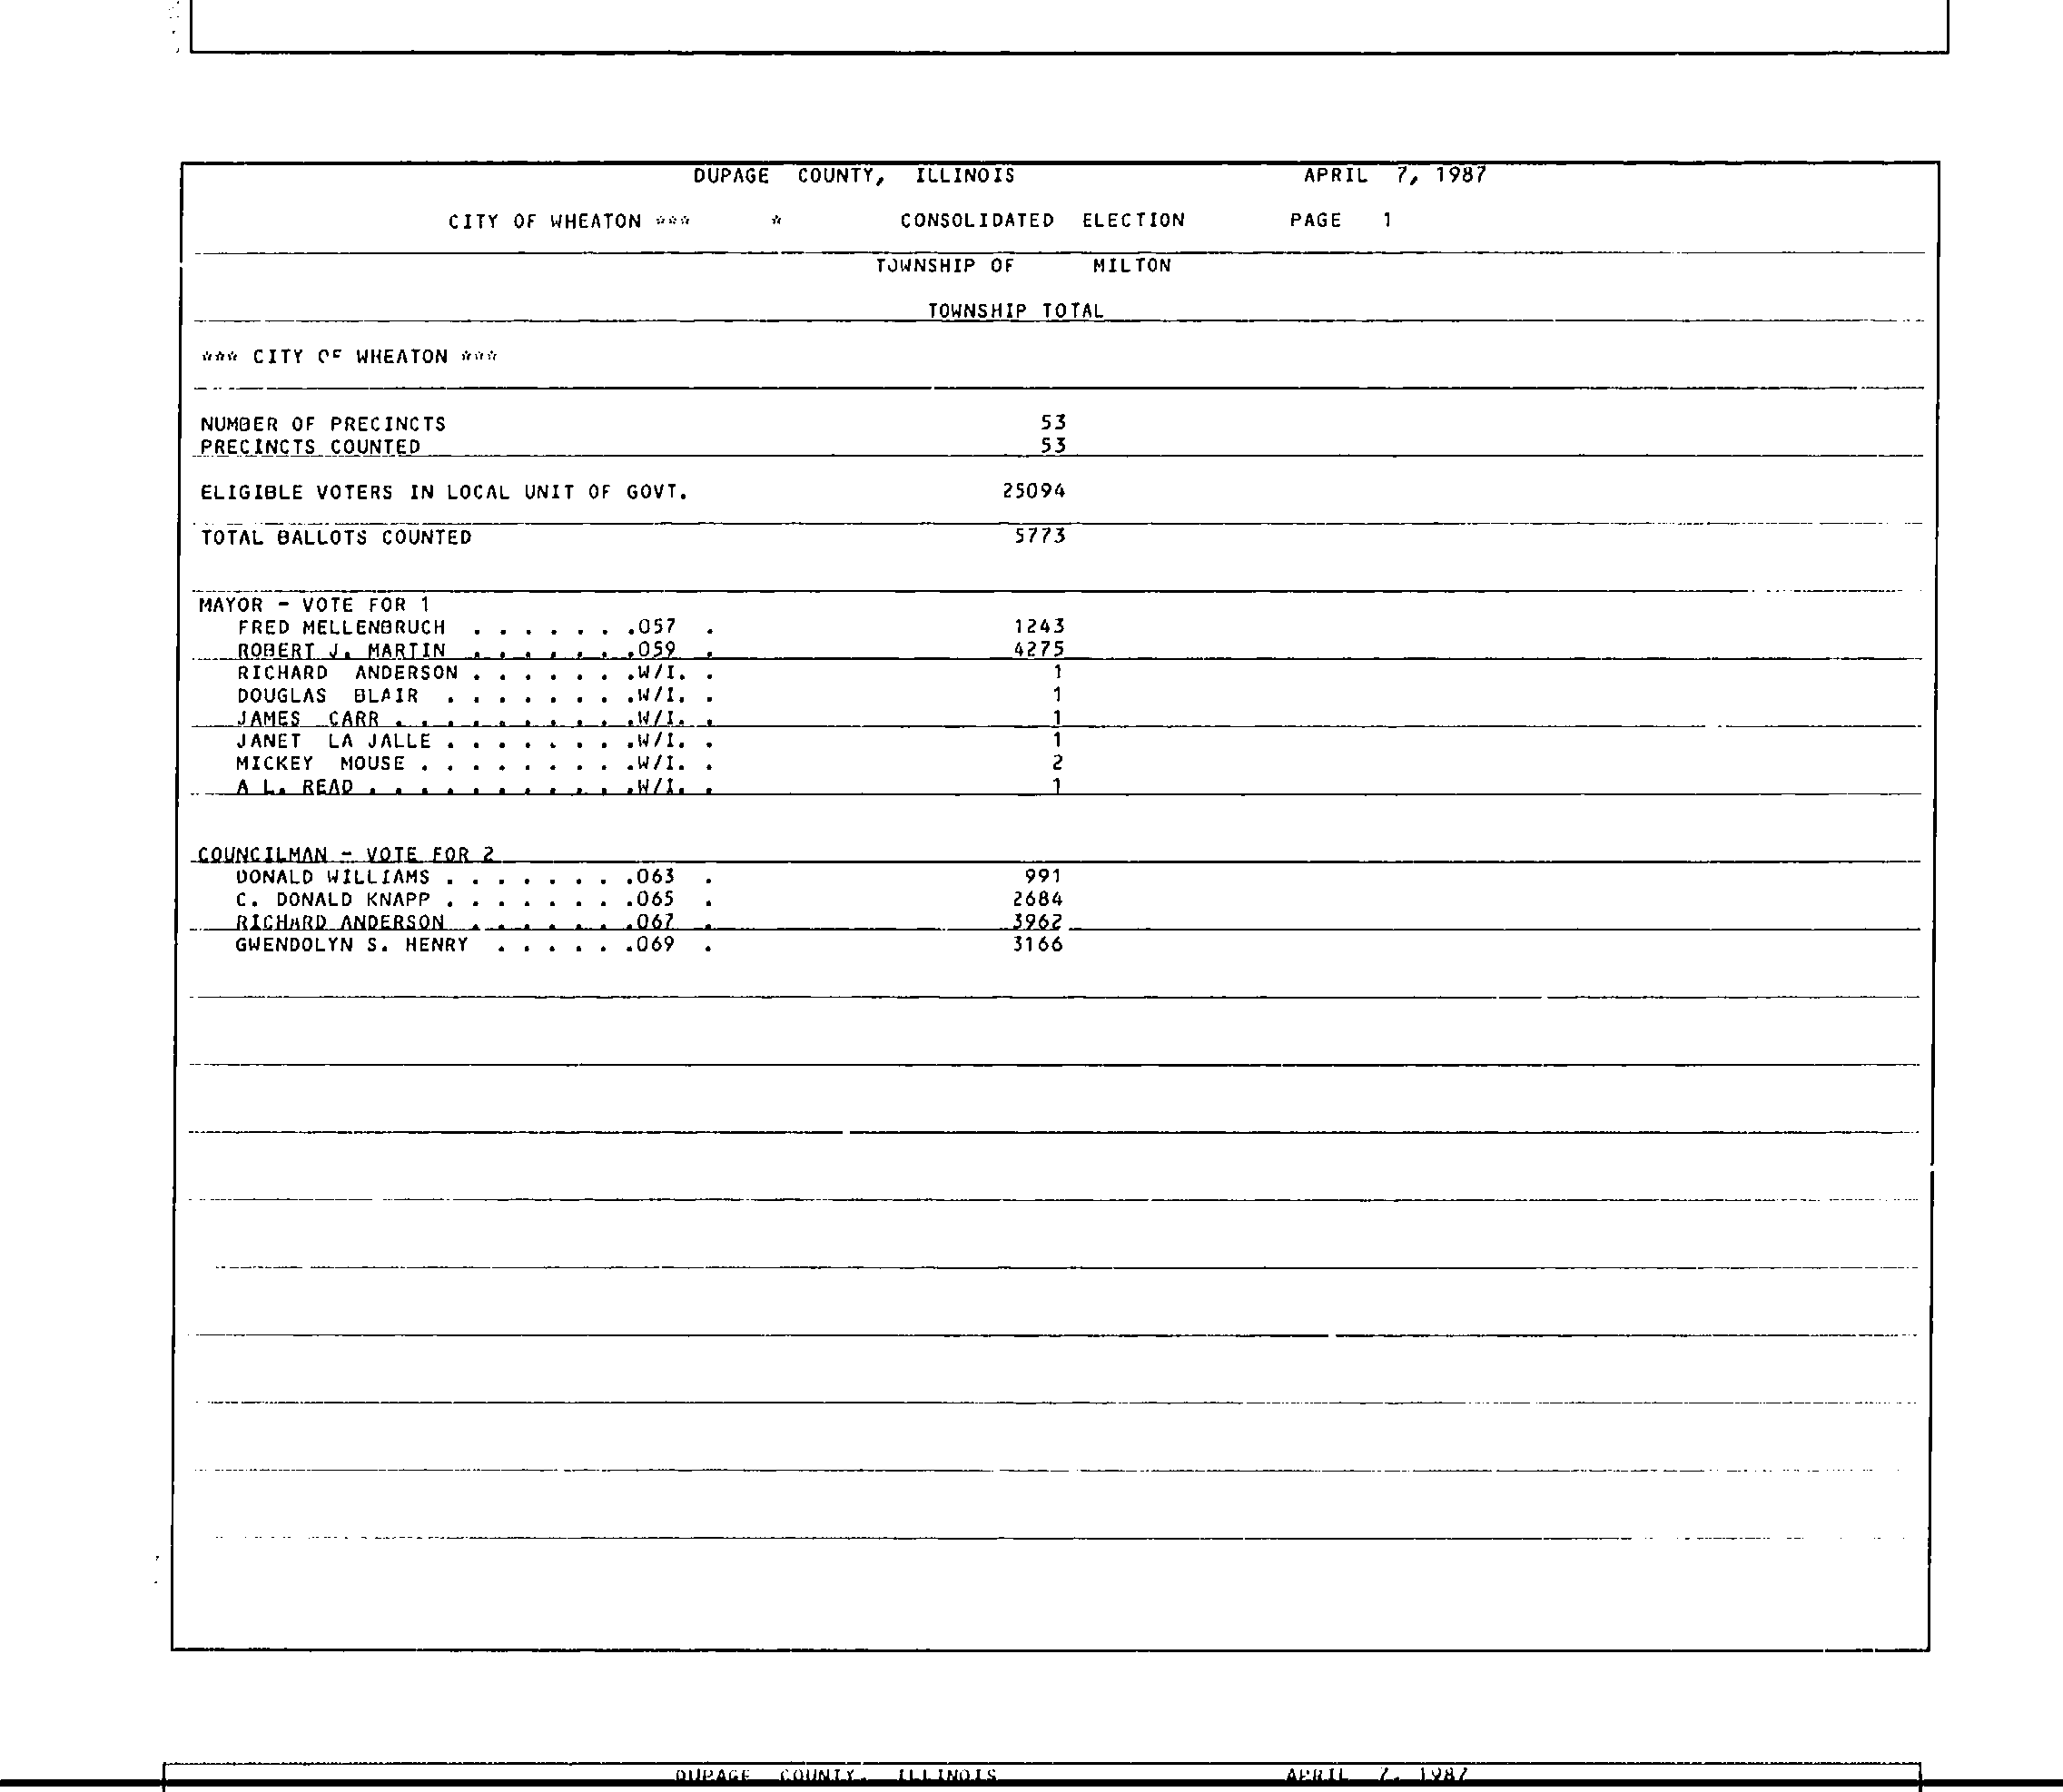 DUPAGE COUNTY, ILLINOIS APRIL 7, 1987
CITY OF WHEATON *** * CONSOLIDATED ELECTION PAGE 1
TOWNSHIP OF MILTON
TOWNSHIP TOTAL
*** CITY OF WHEATON ***
NUMBER OF PRECINCTS 53
PRECINCTS COUNTED 53
ELIGIBLE VOTERS IN LOCAL UNIT OF GOVT. 25094
TOTAL BALLOTS COUNTED 5773
MAYOR - VOTE FOR 1
FRED MELLENBRUCH . . . . . . .057 . 1243
ROBERT J. MARTIN . . . . . . .059 . 4275
RICHARD ANDERSON . . . . . . .W/I. . 1
DOUGLAS BLAIR . . . . . . . .W/I. . 1
JAMES CARR . . . . . . . . . .W/I. . 1
JANET LA JALLE . . . . . . . .W/I. . 1
MICKEY MOUSE . . . . . . . . .W/I. . 2
A L. READ . . . . . . . . . . .W/I. . 1
COUNCILMAN - VOTE FOR 2
DONALD WILLIAMS . . . . . . . .063 . 991
C. DONALD KNAPP . . . . . . . .065 . 2684
RICHARD ANDERSON . . . . . . .067 . 3962
GWENDOLYN S. HENRY . . . . . .069 . 3166
DUPAGE COUNTY, ILLINOIS APRIL 7, 1987